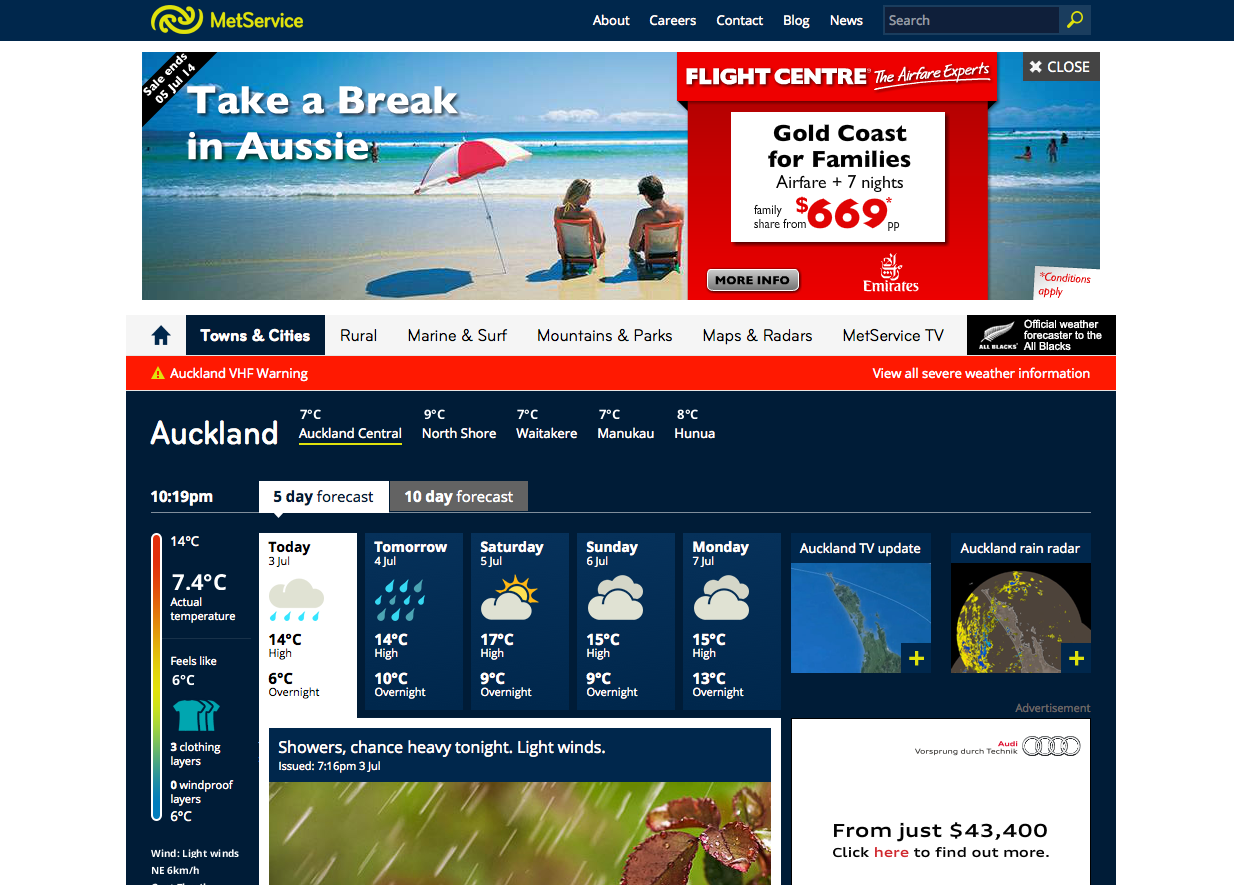 MetService
About Careers Contact Blog News Search
Sale ends
05 Jul 14
Take a Break
in Aussie
FLIGHT CENTRE The Airfare Experts
CLOSE
Gold Coast
for Families
Airfare + 7 nights
family
share from $669* pp
MORE INFO
Emirates
*Conditions
apply
Towns & Cities Rural Marine & Surf Mountains & Parks Maps & Radars MetService TV
ALL BLACKS
Official weather
forecaster to the
All Blacks
Auckland VHF Warning View all severe weather information
Auckland
7°C 9°C 7°C 7°C 8°C
Auckland Central North Shore Waitakere Manukau Hunua
10:19pm 5 day forecast 10 day forecast
14°C
7.4°C
Actual
temperature
Feels like
6°C
3 clothing
layers
0 windproof
layers
6°C
Wind: Light winds
NE 6km/h
Today
3 Jul
14°C
High
6°C
Overnight
Tomorrow
4 Jul
14°C
High
10°C
Overnight
Saturday
5 Jul
17°C
High
9°C
Overnight
Sunday
6 Jul
15°C
High
9°C
Overnight
Monday
7 Jul
15°C
High
13°C
Overnight
Auckland TV update
Auckland rain radar
Showers, chance heavy tonight. Light winds.
Issued: 7:16pm 3 Jul
Advertisement
Audi
Vorsprung durch Technik
From just $43,400
Click here to find out more.